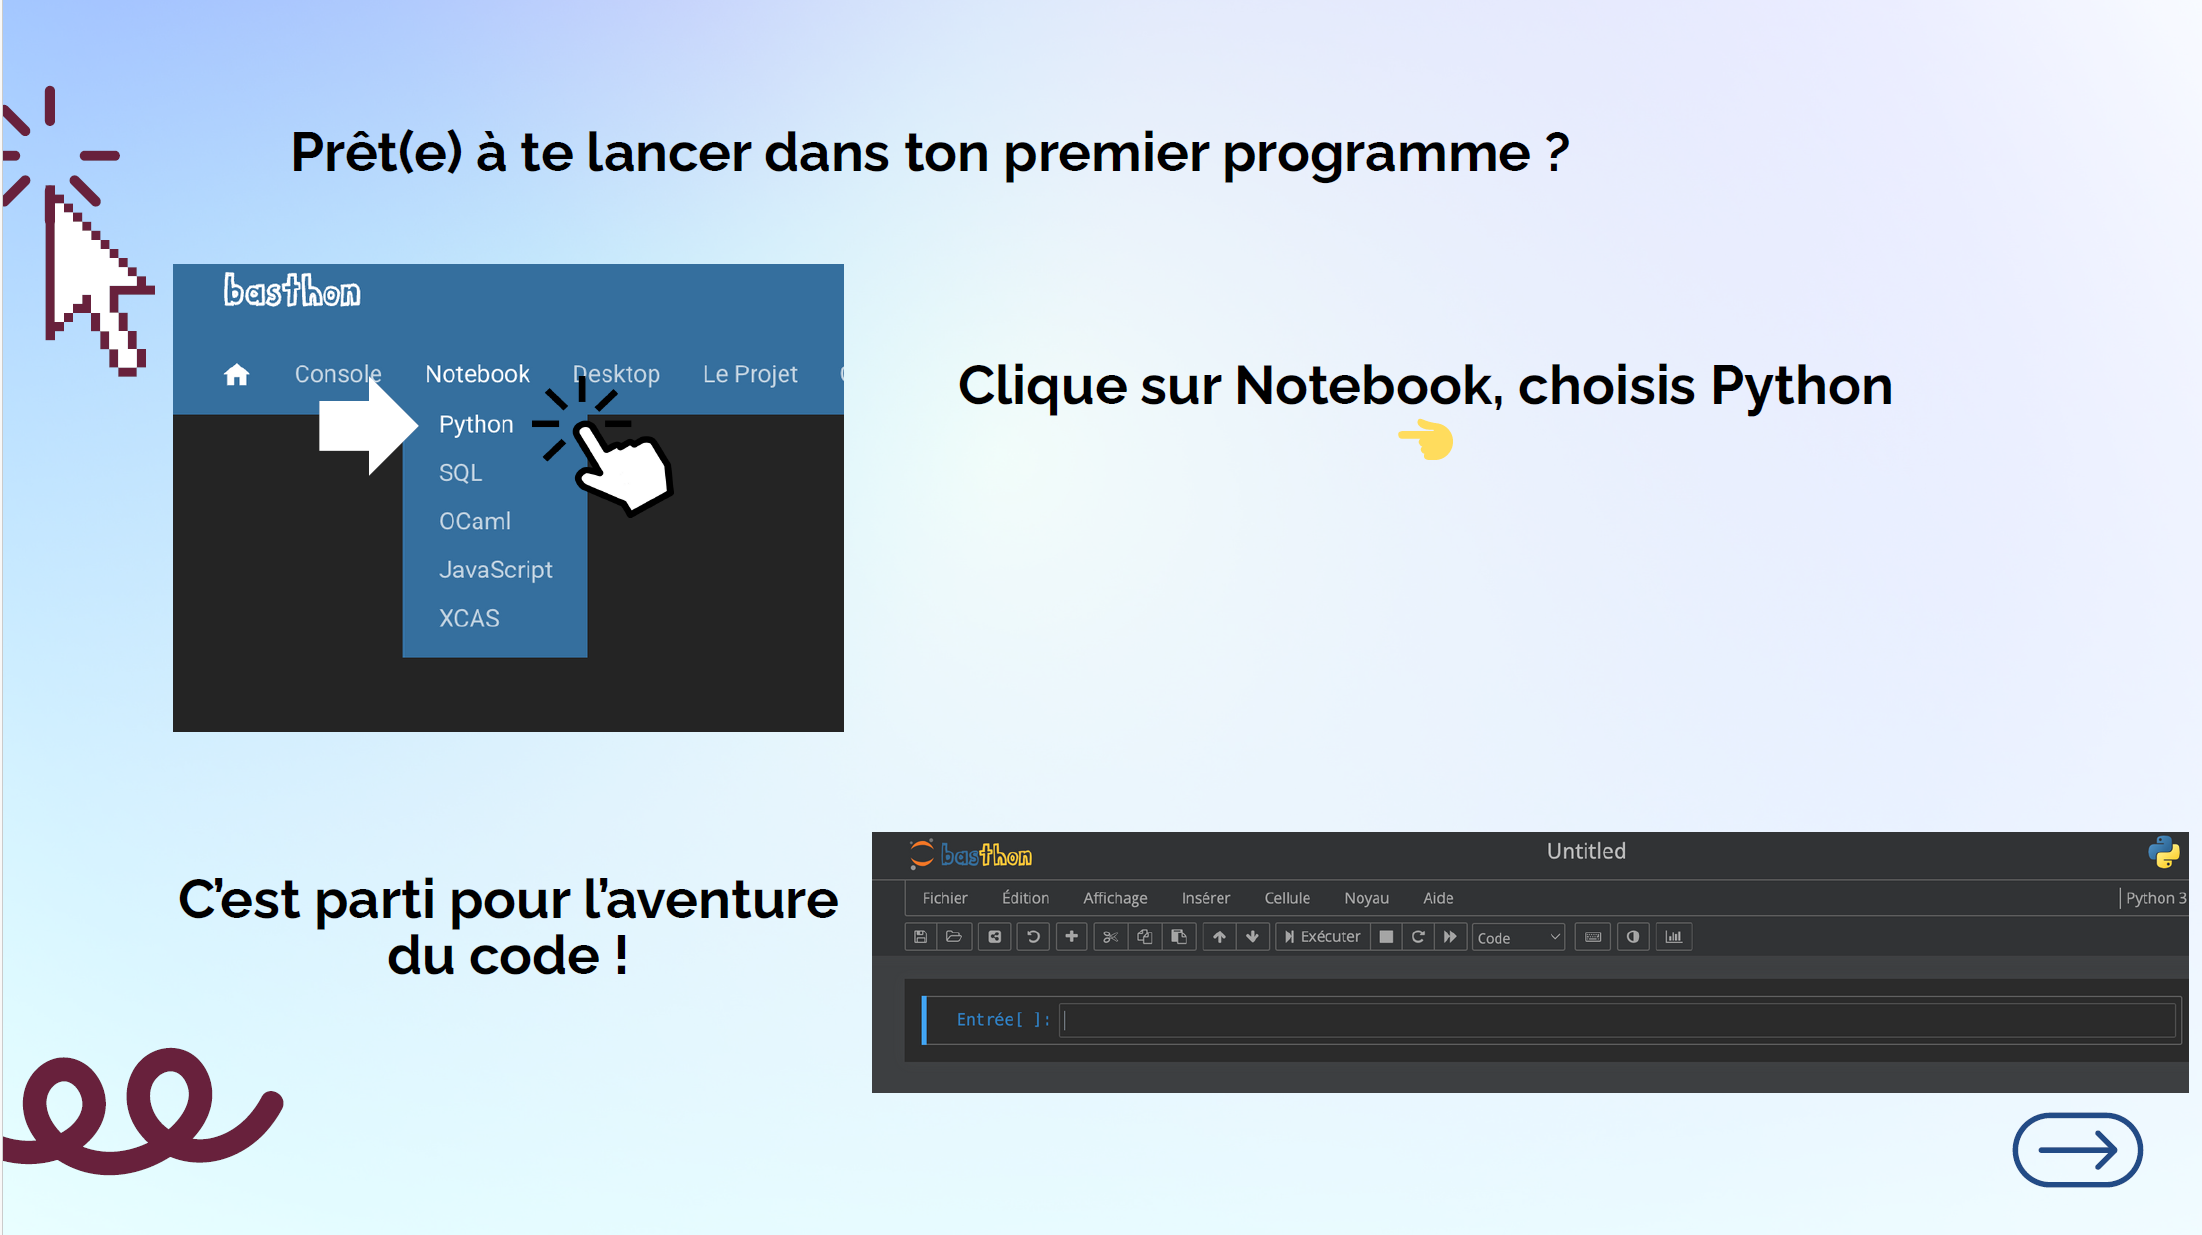 Prêt(e) à te lancer dans ton premier programme ?
basthon
Console Notebook Desktop Le Projet
Python
SQL
OCaml
JavaScript
XCAS
Clique sur Notebook, choisis Python
C’est parti pour l’aventure
du code !
basthon Untitled
Fichier Édition Affichage Insérer Cellule Noyau Aide Python 3
Exécuter Code
Entrée[ ]: